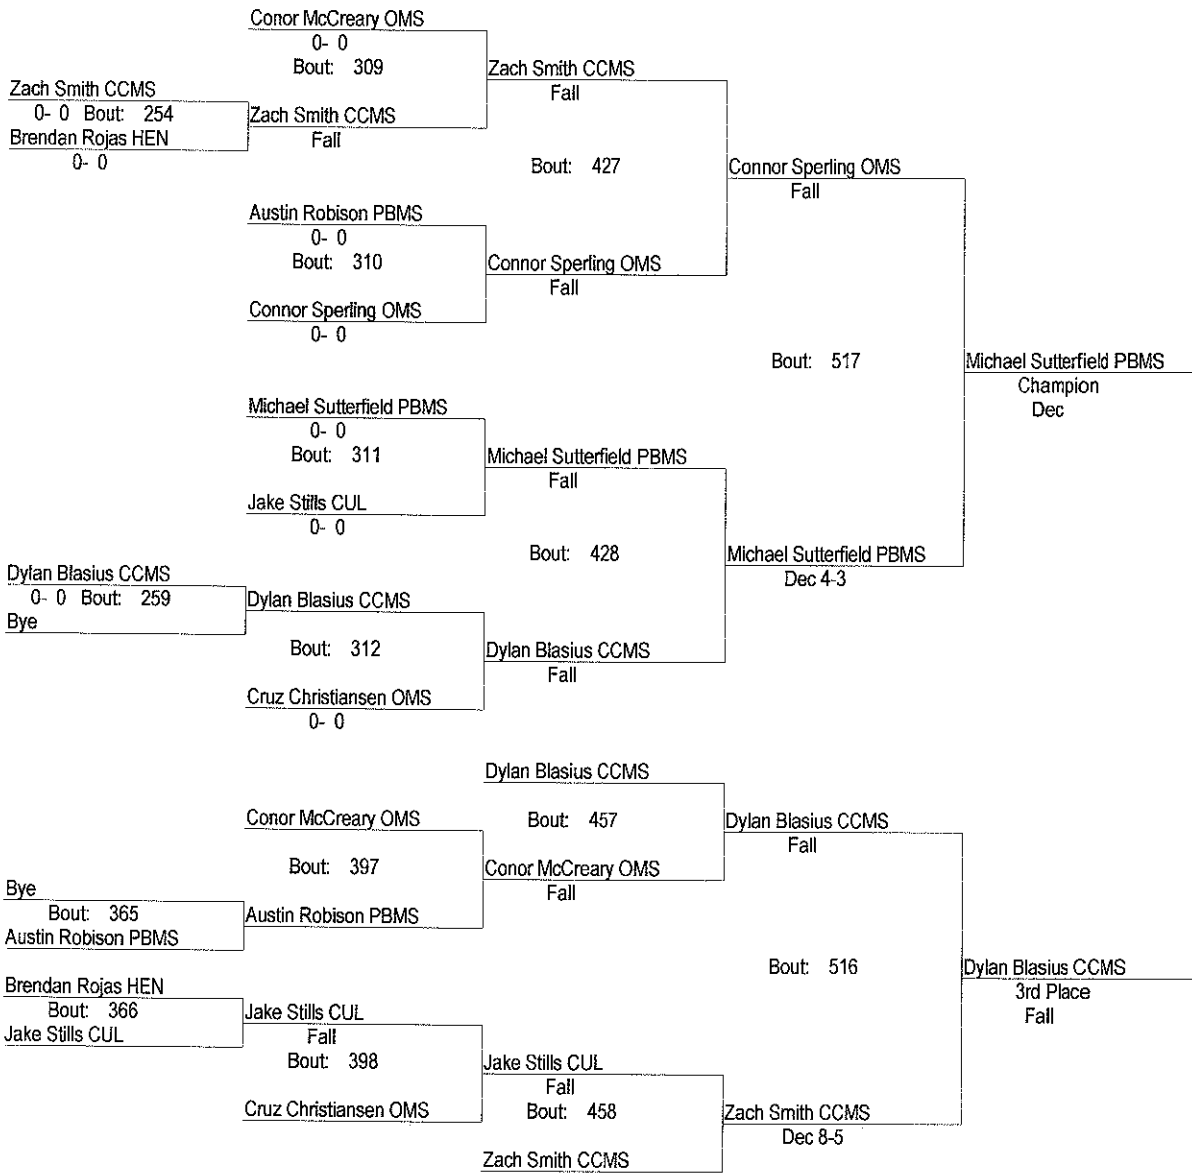 Conor McCreary OMS
0- 0
Bout: 309
Zach Smith CCMS
Fall
Zach Smith CCMS
0- 0 Bout: 254
Brendan Rojas HEN
0- 0
Zach Smith CCMS
Fall
Bout: 427
Connor Sperling OMS
Fall
Austin Robison PBMS
0- 0
Bout: 310
Connor Sperling OMS
Fall
Connor Sperling OMS
0- 0
Bout: 517
Michael Sutterfield PBMS
Champion
Dec
Michael Sutterfield PBMS
0- 0
Bout: 311
Michael Sutterfield PBMS
Fall
Jake Stills CUL
0- 0
Bout: 428
Michael Sutterfield PBMS
Dec 4-3
Dylan Blasius CCMS
0- 0 Bout: 259
Bye
Dylan Blasius CCMS
Bout: 312
Dylan Blasius CCMS
Fall
Cruz Christiansen OMS
0- 0
Dylan Blasius CCMS
Bout: 457
Dylan Blasius CCMS
Fall
Conor McCreary OMS
Bout: 397
Conor McCreary OMS
Fall
Bye
Bout: 365
Austin Robison PBMS
Austin Robison PBMS
Bout: 516
Dylan Blasius CCMS
3rd Place
Fall
Brendan Rojas HEN
Bout: 366
Jake Stills CUL
Jake Stills CUL
Fall
Bout: 398
Jake Stills CUL
Fall
Cruz Christiansen OMS
Bout: 458
Zach Smith CCMS
Dec 8-5
Zach Smith CCMS